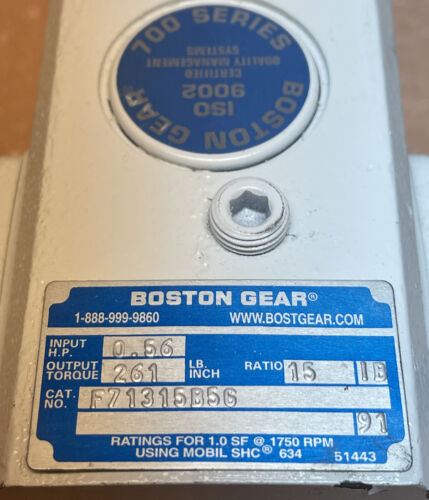 700 SERIES
BOSTON GEAR®
ISO
9002
CERTIFIED
QUALITY MANAGEMENT
SYSTEMS
BOSTON GEAR®
1-888-999-9860 WWW.BOSTGEAR.COM
INPUT H.P. 0.56
OUTPUT TORQUE 261 LB. INCH RATIO 15 IB
CAT. NO. F71315B5G
91
RATINGS FOR 1.0 SF @ 1750 RPM
USING MOBIL SHC® 634 51443